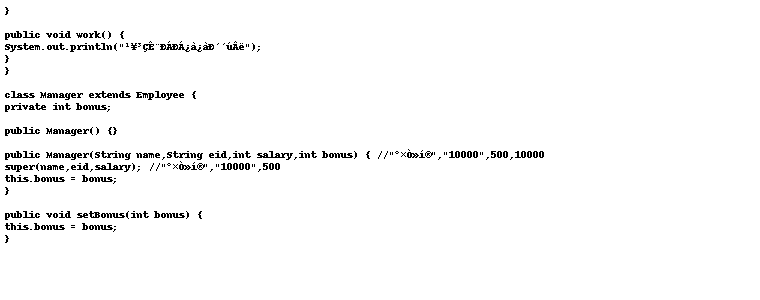 }
public void work() {
System.out.println("¹¥³ÇÊ¨ÐÁÐÁ¿à¿àÐ´´úÂë");
}
}
class Manager extends Employee {
private int bonus;
public Manager() {}
public Manager(String name,String eid,int salary,int bonus) { //"°×Ò»í®","10000",500,10000
super(name,eid,salary); //"°×Ò»í®","10000",500
this.bonus = bonus;
}
public void setBonus(int bonus) {
this.bonus = bonus;
}